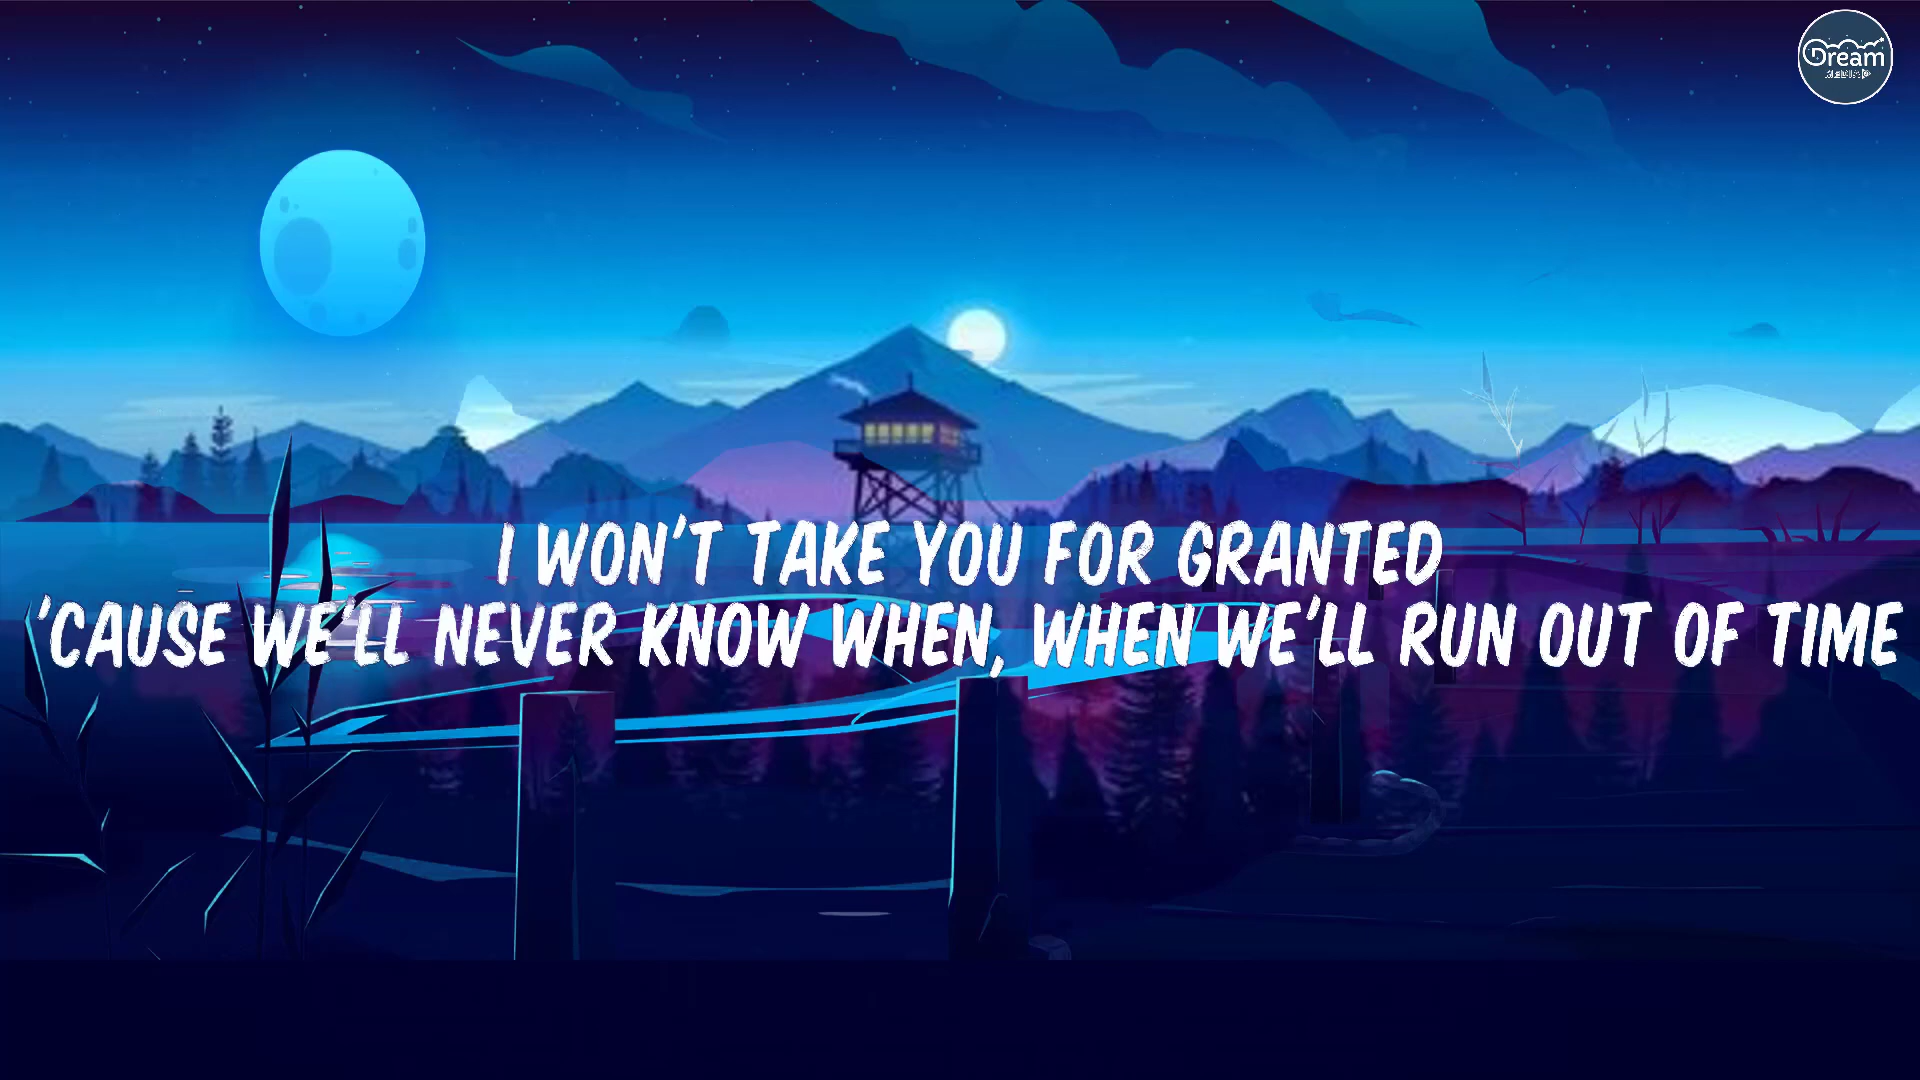 Dream
MEDIA
I WON'T TAKE YOU FOR GRANTED
'CAUSE WE'LL NEVER KNOW WHEN, WHEN WE'LL RUN OUT OF TIME